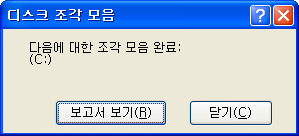 디스크 조각 모음
다음에 대한 조각 모음 완료:
(C:)
보고서 보기(R)
닫기(C)